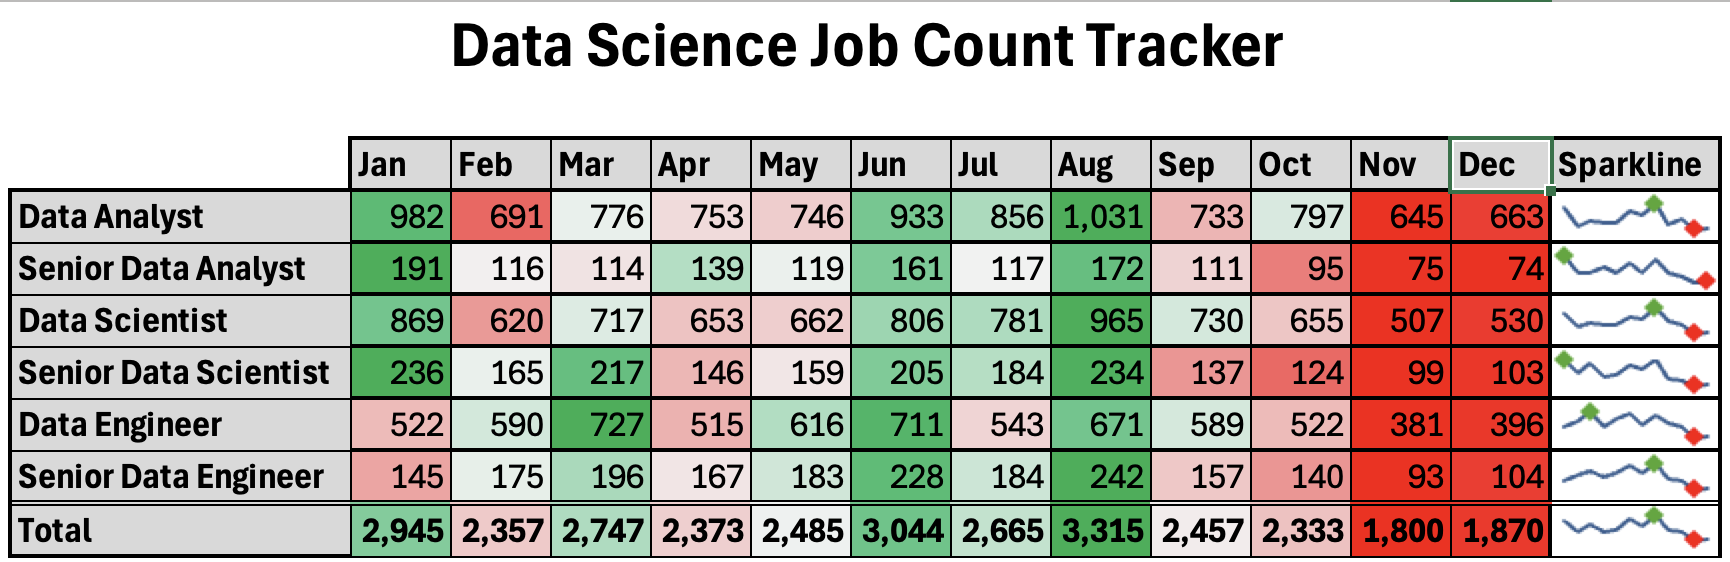 Data Science Job Count Tracker
Jan Feb Mar Apr May Jun Jul Aug Sep Oct Nov Dec Sparkline
Data Analyst 982 691 776 753 746 933 856 1,031 733 797 645 663
Senior Data Analyst 191 116 114 139 119 161 117 172 111 95 75 74
Data Scientist 869 620 717 653 662 806 781 965 730 655 507 530
Senior Data Scientist 236 165 217 146 159 205 184 234 137 124 99 103
Data Engineer 522 590 727 515 616 711 543 671 589 522 381 396
Senior Data Engineer 145 175 196 167 183 228 184 242 157 140 93 104
Total 2,945 2,357 2,747 2,373 2,485 3,044 2,665 3,315 2,457 2,333 1,800 1,870